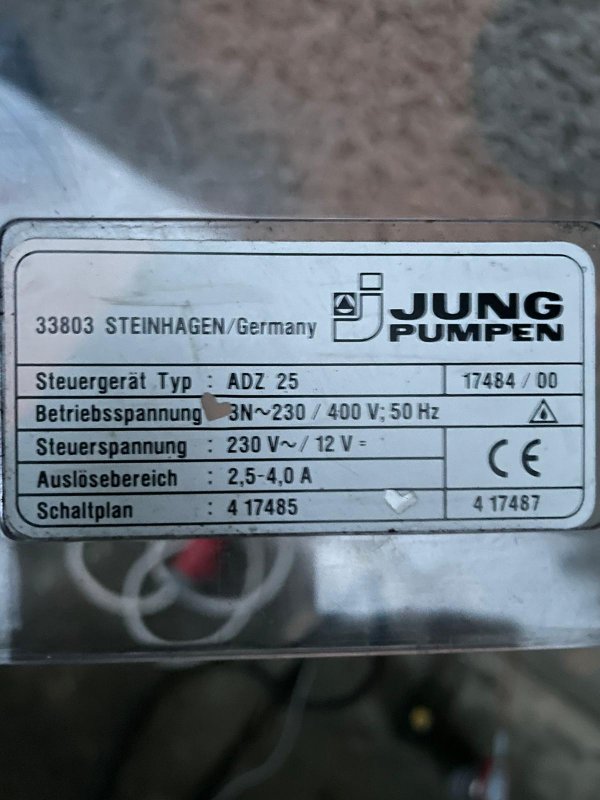 33803 STEINHAGEN/Germany
JUNG
PUMPEN
Steuergerät Typ : ADZ 25 17484 / 00
Betriebsspannung 3N~230 / 400 V; 50 Hz
Steuerspannung : 230 V~/ 12 V =
CE
Auslösebereich : 2,5-4,0 A
Schaltplan : 4 17485 4 17487